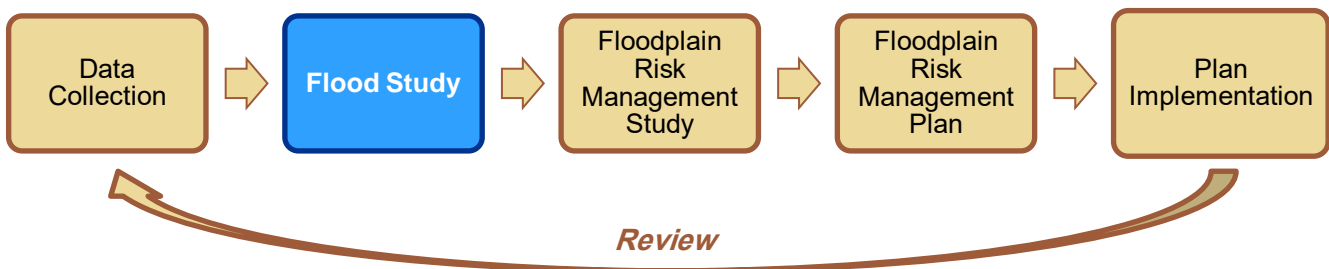 Data
Collection
Flood Study
Floodplain
Risk
Management
Study
Floodplain
Risk
Management
Plan
Plan
Implementation
Review